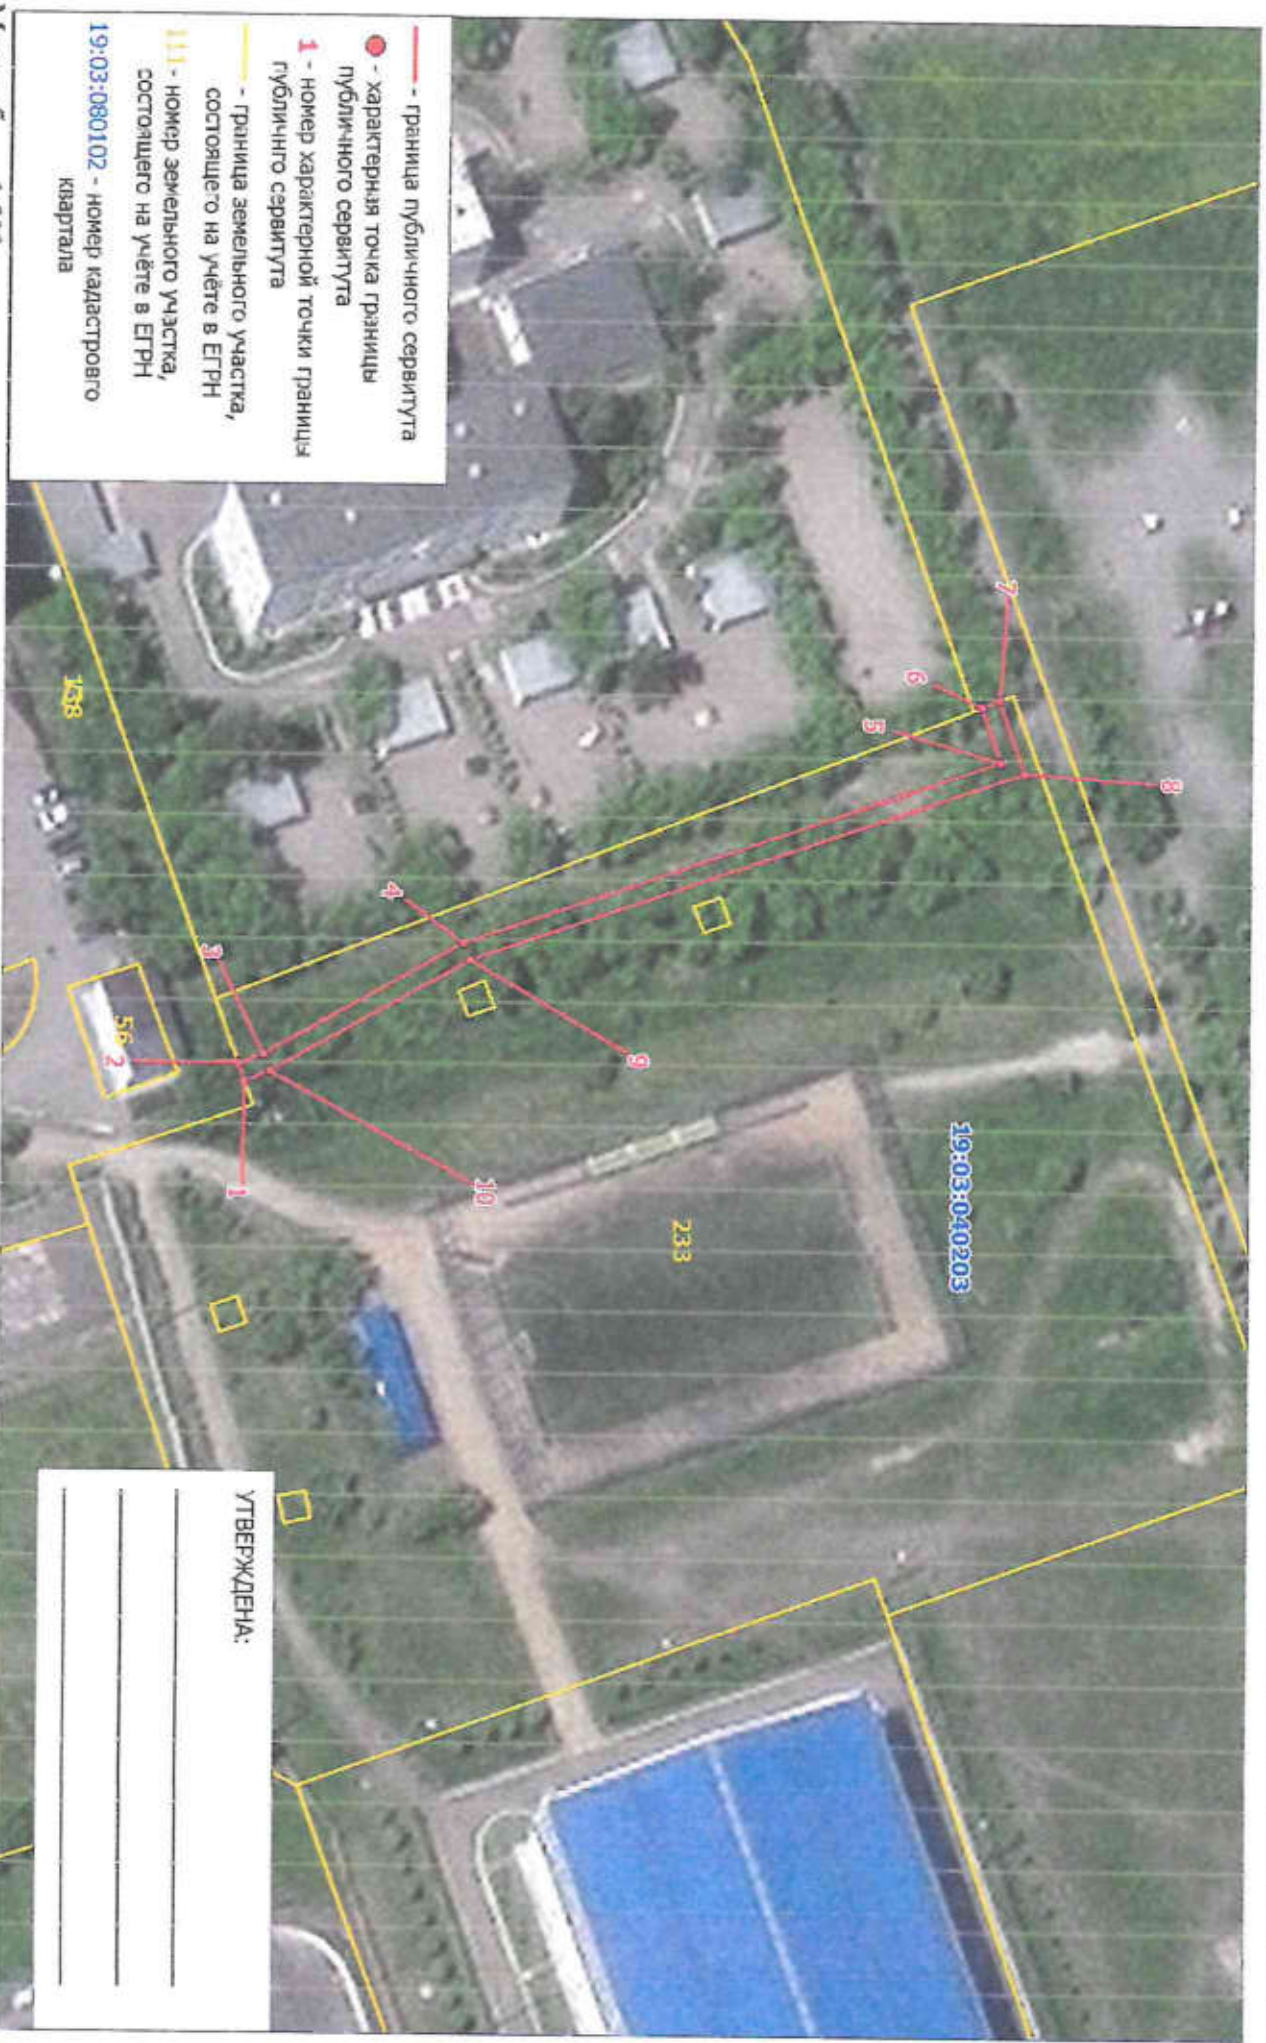 - граница публичного сервитута
- характерная точка границы
публичного сервитута
1 - номер характерной точки границы
публичнго сервитута
- граница земельного участка,
состоящего на учёте в ЕГРН
111 - номер земельного участка,
состоящего на учёте в ЕГРН
19:03:080102 - номер кадастровго
квартала
7
8
6
5
19:03:040203
233
4
9
3
10
1
2
56
УТВЕРЖДЕНА: